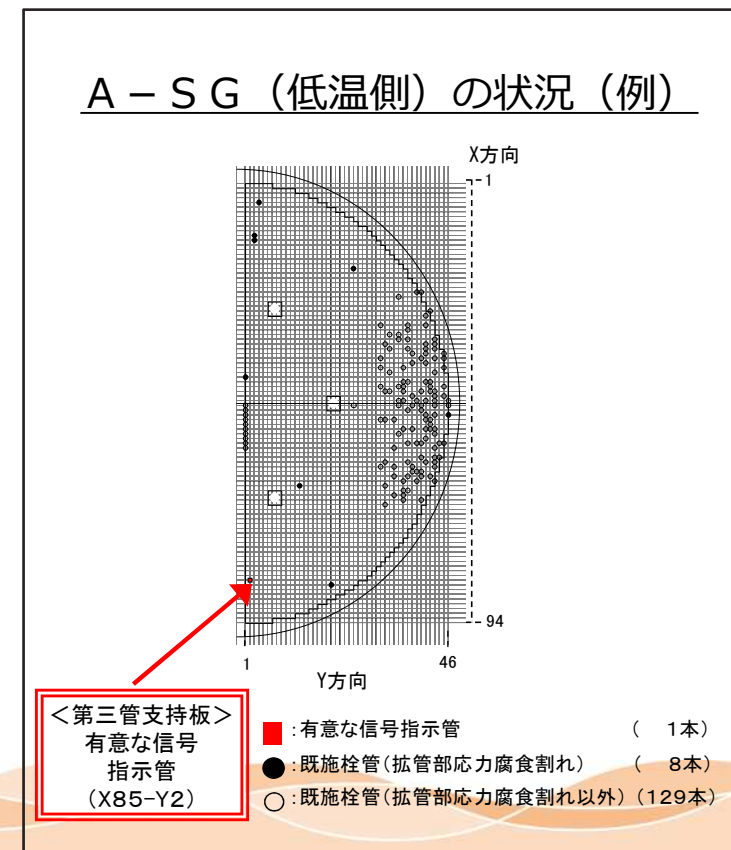 A－SG（低温側）の状況（例）
X方向
1
94
1
46
Y方向
＜第三管支持板＞
有意な信号
指示管
（X85-Y2）
:有意な信号指示管 （ 1本）
:既施栓管（拡管部応力腐食割れ） （ 8本）
:既施栓管（拡管部応力腐食割れ以外）（129本）